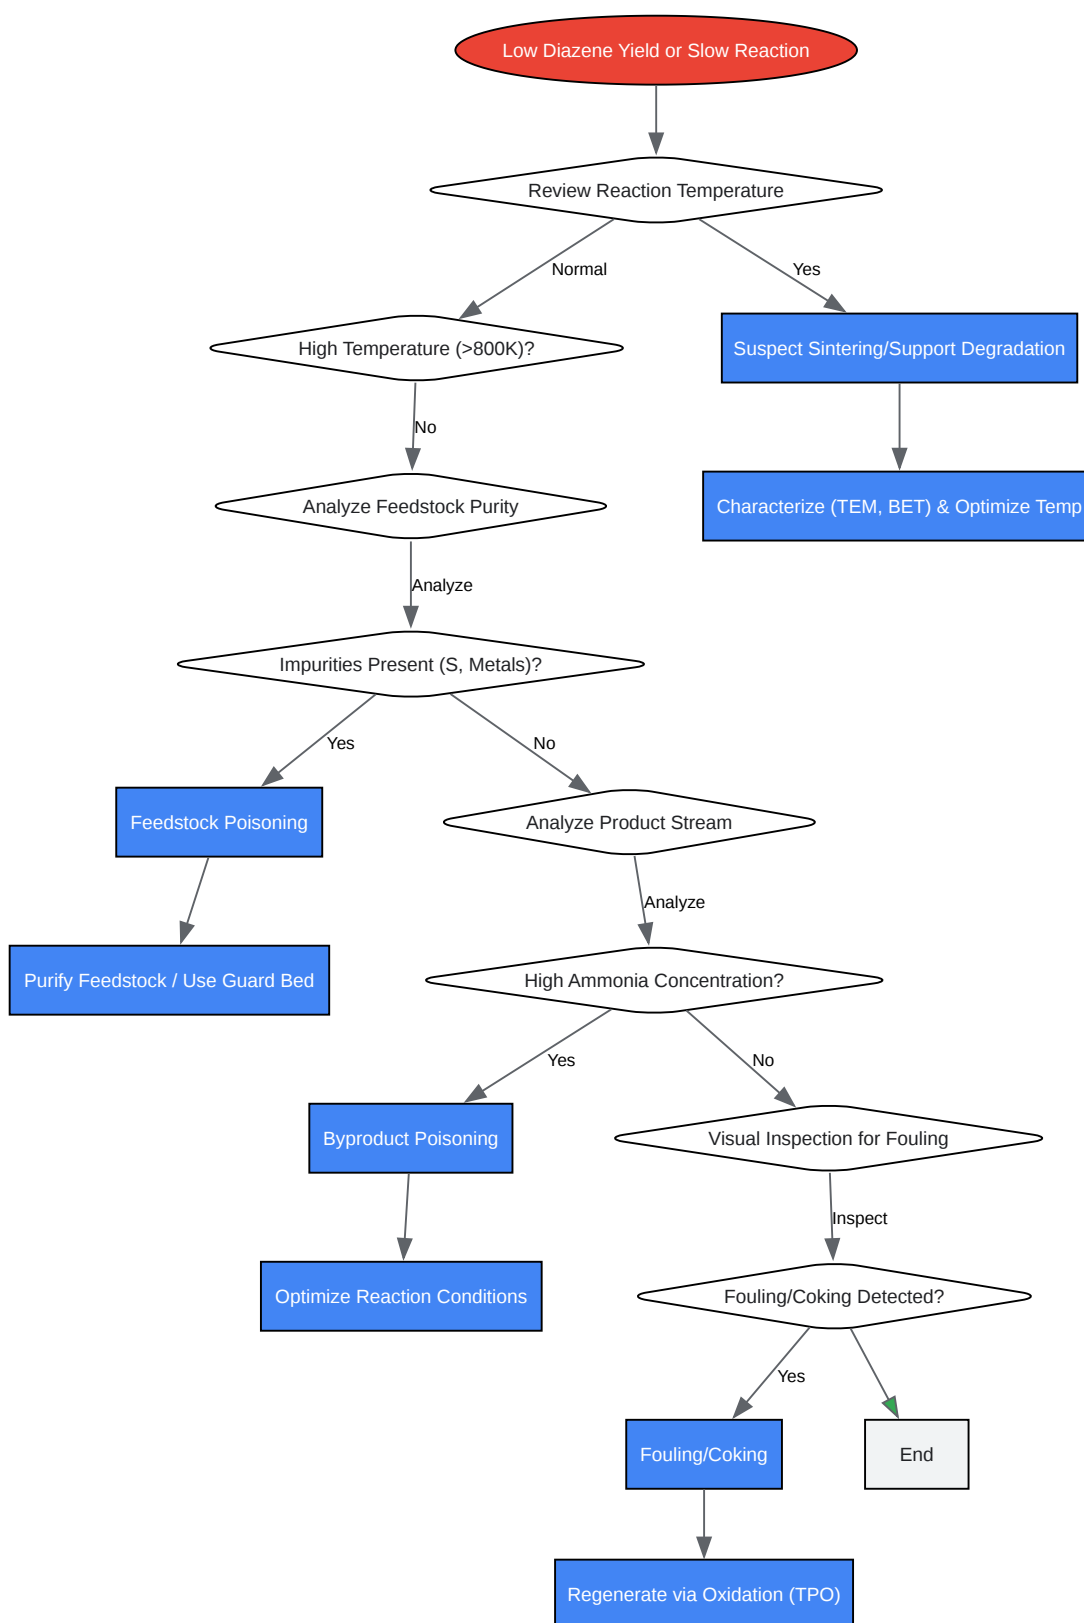 Low Diazene Yield or Slow Reaction
Review Reaction Temperature
Normal
Yes
High Temperature (>800K)?
Suspect Sintering/Support Degradation
No
Analyze Feedstock Purity
Characterize (TEM, BET) & Optimize Temp
Analyze
Impurities Present (S, Metals)?
Yes
No
Feedstock Poisoning
Analyze Product Stream
Analyze
Purify Feedstock / Use Guard Bed
High Ammonia Concentration?
Yes
No
Byproduct Poisoning
Visual Inspection for Fouling
Inspect
Optimize Reaction Conditions
Fouling/Coking Detected?
Yes
Fouling/Coking
End
Regenerate via Oxidation (TPO)